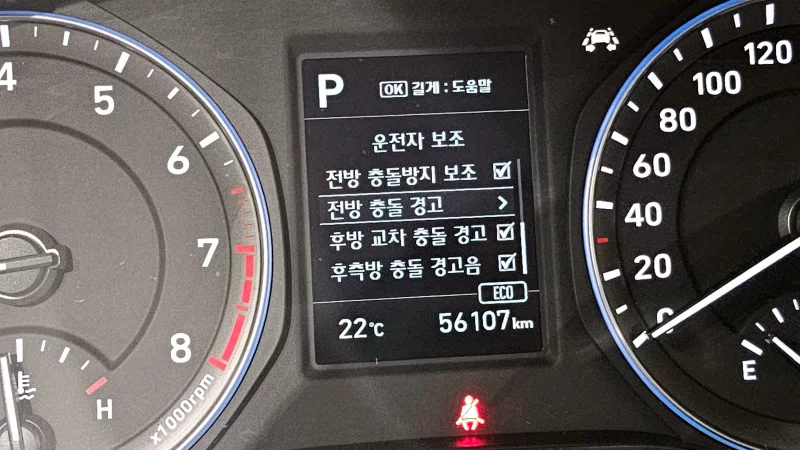 P
OK 길게 : 도움말
운전자 보조
전방 충돌방지 보조
전방 충돌 경고
후방 교차 충돌 경고
후측방 충돌 경고음
ECO
22℃
56107km
4
5
6
7
8
x1000rpm
H
120
100
80
60
40
20
0
E